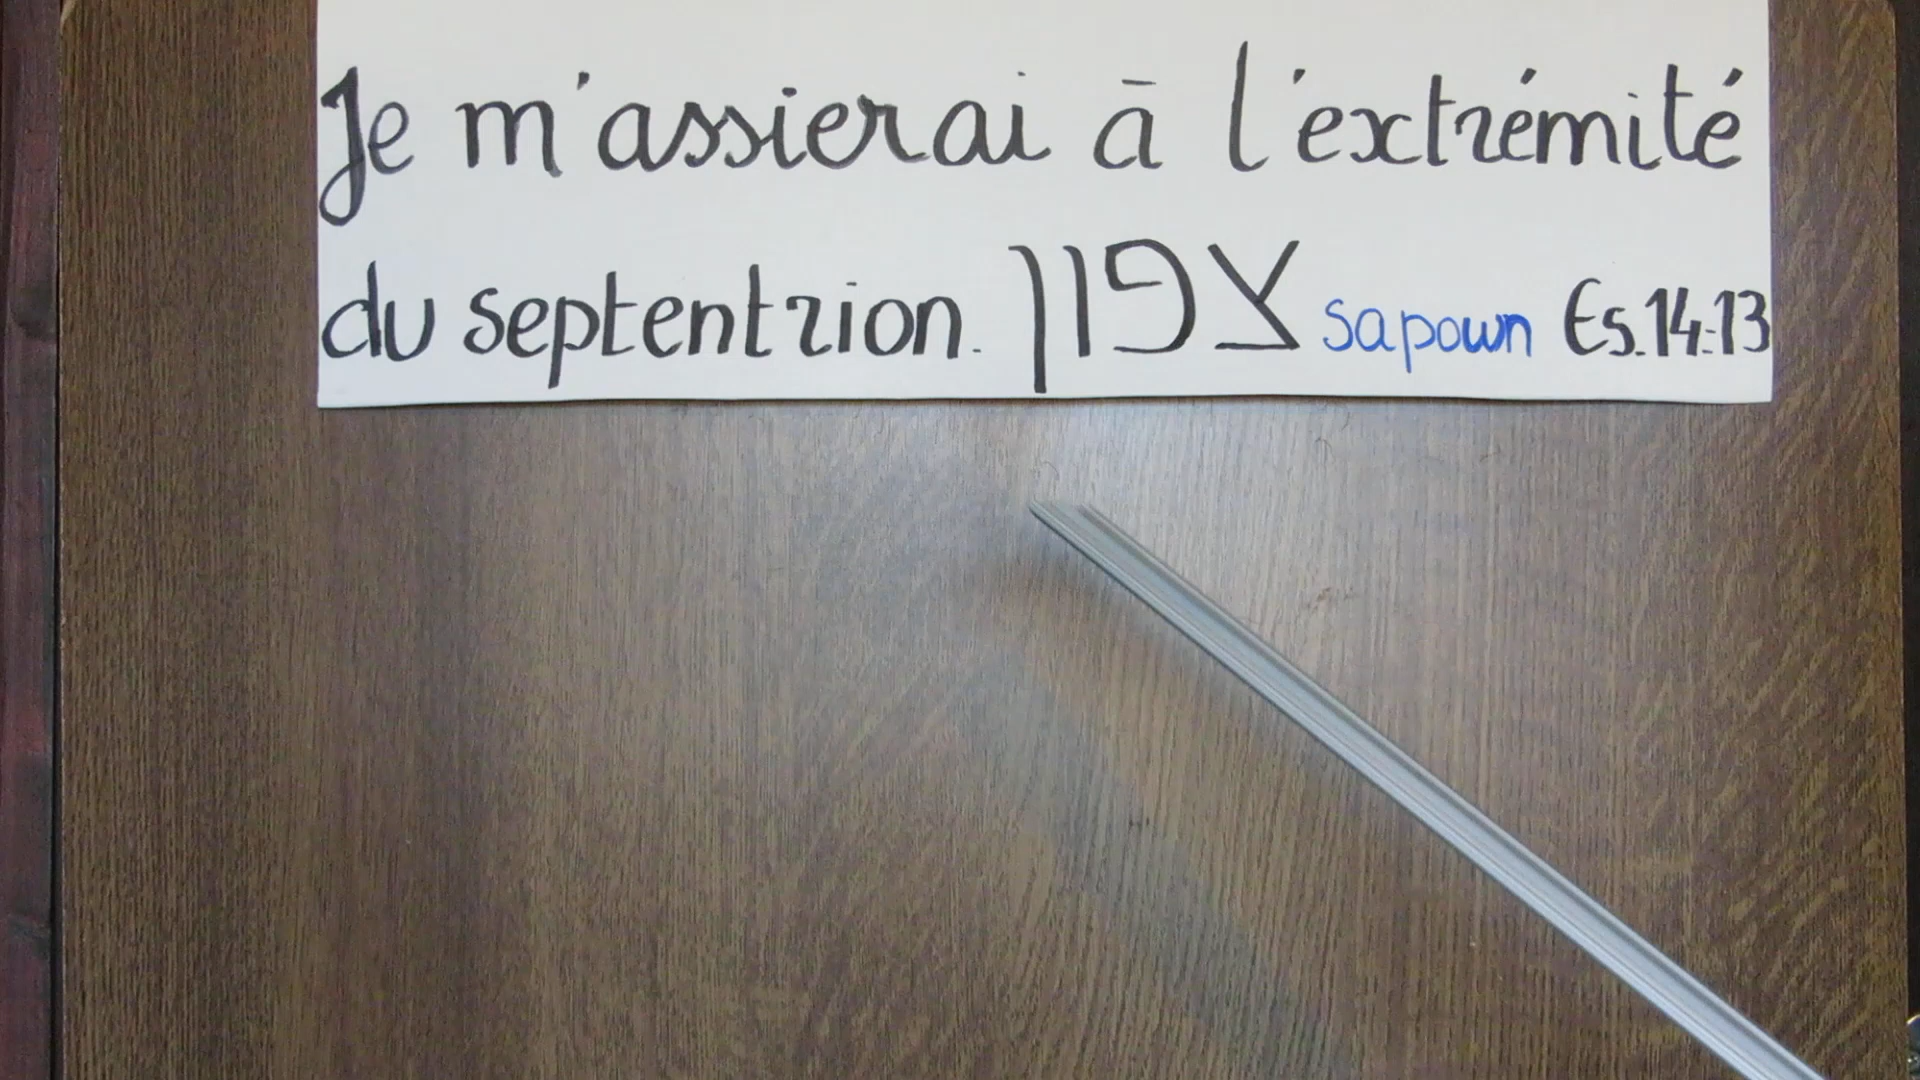 Je m'assierai à l'extrémité
du septentrion. צפון sapown Es.14-13